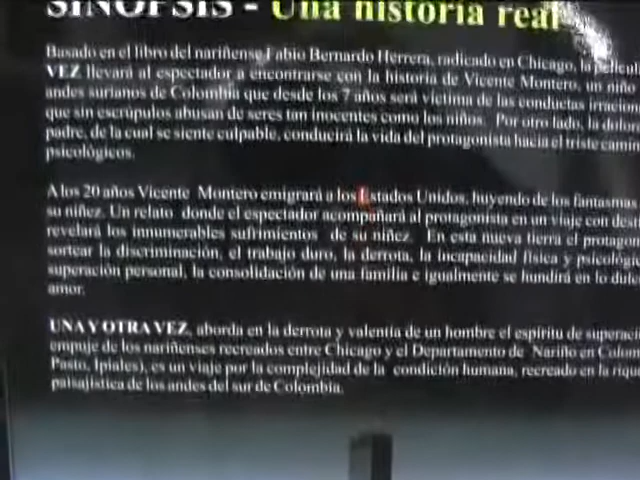 SINOPSIS - Una historia real
Basado en el libro del nariñense Fabio Bernardo Herrera, radicado en Chicago, la
VEZ llevará al espectador a encontrarse con la historia de Vicente Montero, un niño
andes surianos de Colombia que desde los 7 años será víctima de las conductas
que sin escrúpulos abusan de seres tan inocentes como los niños. Por otro lado, la
padre, de la cual se siente culpable, conducirá la vida del protagonista hacia el triste
psicológicos.
A los 20 años Vicente Montero emigrará a los Estados Unidos, huyendo de los fantasmas
su niñez. Un relato donde el espectador acompañará al protagonista en un viaje con
revelará los innumerables sufrimientos de su niñez. En esta nueva tierra el
sortear la discriminación, el trabajo duro, la derrota, la incapacidad física y
superación personal, la consolidación de una familia e igualmente se hundirá en lo
amor.
UNA Y OTRA VEZ, aborda en la derrota y valentía de un hombre el espíritu de
empuje de los nariñenses recreados entre Chicago y el Departamento de Nariño en
Pasto, Ipiales), es un viaje por la complejidad de la condición humana, recreado en la
paisajística de los andes del sur de Colombia.